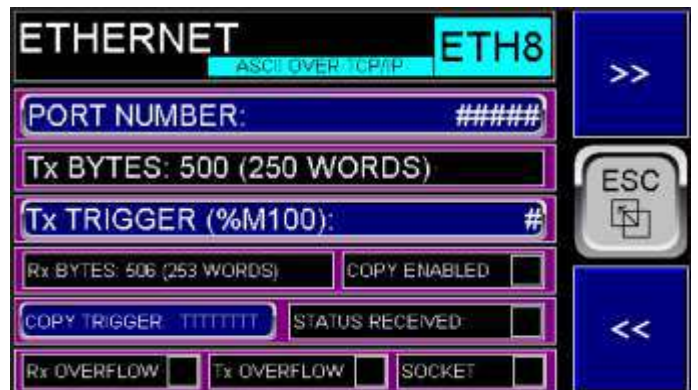 ETHERNET
ASCII OVER TCP/IP
ETH8
>>
PORT NUMBER: #####
Tx BYTES: 500 (250 WORDS)
ESC
Tx TRIGGER (%M100): #
Rx BYTES: 506 (253 WORDS) COPY ENABLED
COPY TRIGGER: TTTTTTTT STATUS RECEIVED:
<<
Rx OVERFLOW Tx OVERFLOW SOCKET